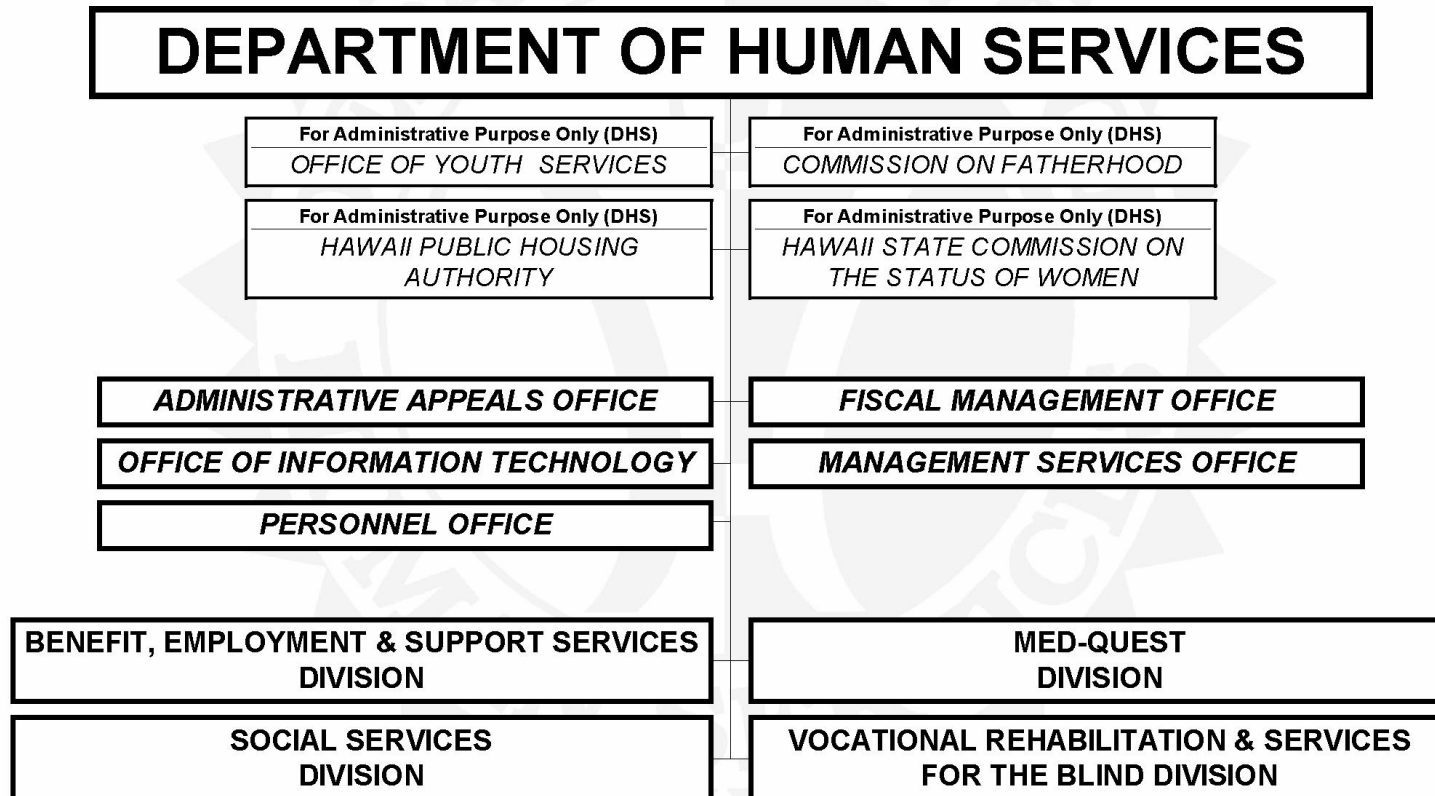 DEPARTMENT OF HUMAN SERVICES
For Administrative Purpose Only (DHS)
OFFICE OF YOUTH SERVICES
For Administrative Purpose Only (DHS)
COMMISSION ON FATHERHOOD
For Administrative Purpose Only (DHS)
HAWAII PUBLIC HOUSING
AUTHORITY
For Administrative Purpose Only (DHS)
HAWAII STATE COMMISSION ON
THE STATUS OF WOMEN
ADMINISTRATIVE APPEALS OFFICE
FISCAL MANAGEMENT OFFICE
OFFICE OF INFORMATION TECHNOLOGY
MANAGEMENT SERVICES OFFICE
PERSONNEL OFFICE
BENEFIT, EMPLOYMENT & SUPPORT SERVICES
DIVISION
MED-QUEST
DIVISION
SOCIAL SERVICES
DIVISION
VOCATIONAL REHABILITATION & SERVICES
FOR THE BLIND DIVISION